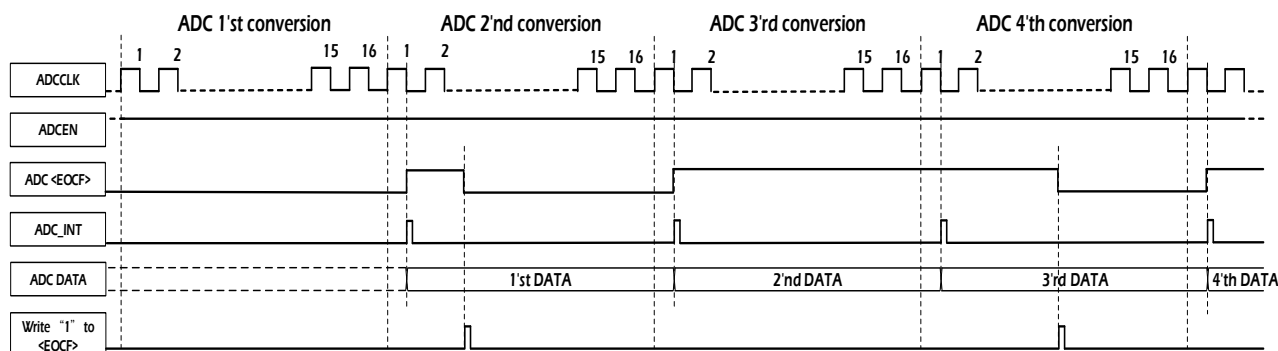 ADC 1'st conversion ADC 2'nd conversion ADC 3'rd conversion ADC 4'th conversion
1 2 15 16 1 2 15 16 1 2 15 16 1 2 15 16
ADCCLK
ADCEN
ADC <EOCF>
ADC_INT
ADC DATA 1'st DATA 2'nd DATA 3'rd DATA 4'th DATA
Write “1” to
<EOCF>